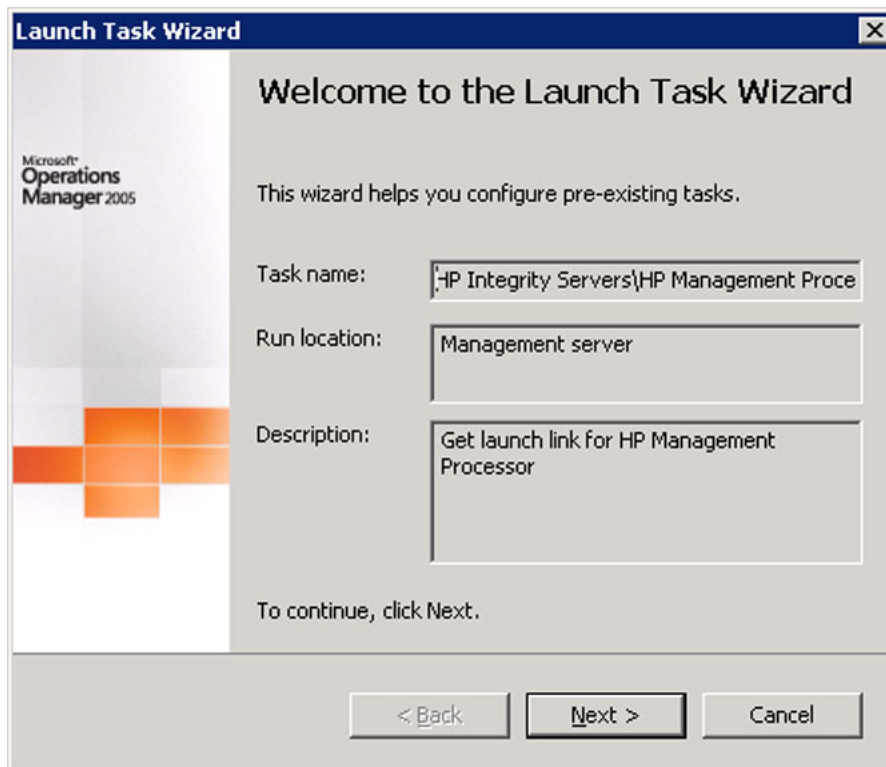 Launch Task Wizard
Welcome to the Launch Task Wizard
Microsoft®
Operations
Manager 2005
This wizard helps you configure pre-existing tasks.
Task name:
HP Integrity Servers\HP Management Proce
Run location:
Management server
Description:
Get launch link for HP Management
Processor
To continue, click Next.
< Back
Next >
Cancel